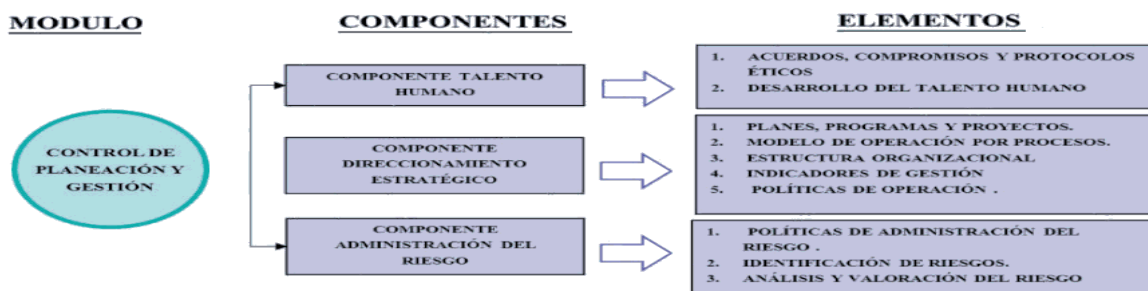 MODULO
COMPONENTES
ELEMENTOS
CONTROL DE
PLANEACIÓN Y
GESTIÓN
COMPONENTE TALENTO
HUMANO
1. ACUERDOS, COMPROMISOS Y PROTOCOLOS
ÉTICOS
2. DESARROLLO DEL TALENTO HUMANO
COMPONENTE
DIRECCIONAMIENTO
ESTRATÉGICO
1. PLANES, PROGRAMAS Y PROYECTOS.
2. MODELO DE OPERACIÓN POR PROCESOS.
3. ESTRUCTURA ORGANIZACIONAL
4. INDICADORES DE GESTIÓN
5. POLÍTICAS DE OPERACIÓN .
COMPONENTE
ADMINISTRACIÓN DEL
RIESGO
1. POLÍTICAS DE ADMINISTRACIÓN DEL
RIESGO .
2. IDENTIFICACIÓN DE RIESGOS.
3. ANÁLISIS Y VALORACIÓN DEL RIESGO